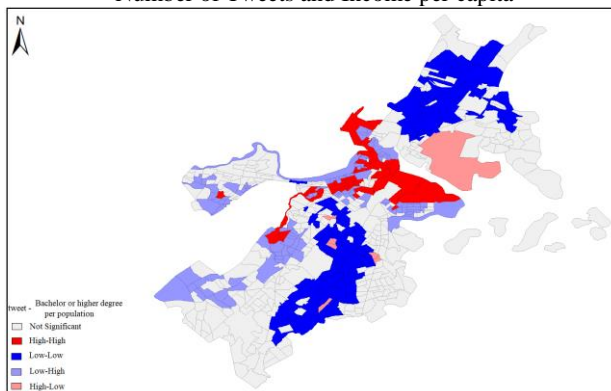 Number of Tweets and Income per capita
N
tweet - Bachelor or higher degree
per population
Not Significant
High-High
Low-Low
Low-High
High-Low